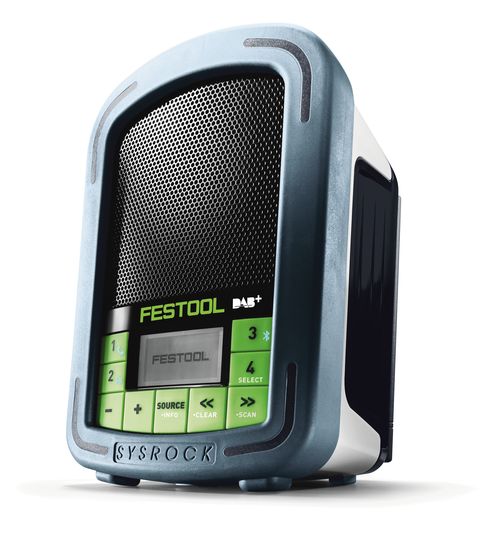 FESTOOL DAB+
1
3
FESTOOL
2
4
SELECT
- + SOURCE << >>
•INFO •CLEAR •SCAN
SYSROCK